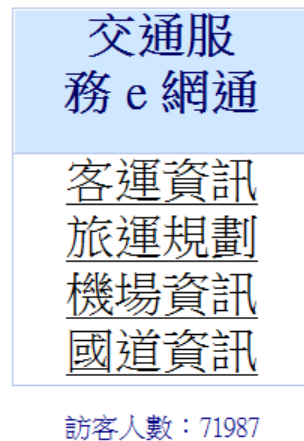 交通服
務 e 網通
客運資訊
旅運規劃
機場資訊
國道資訊
訪客人數：71987